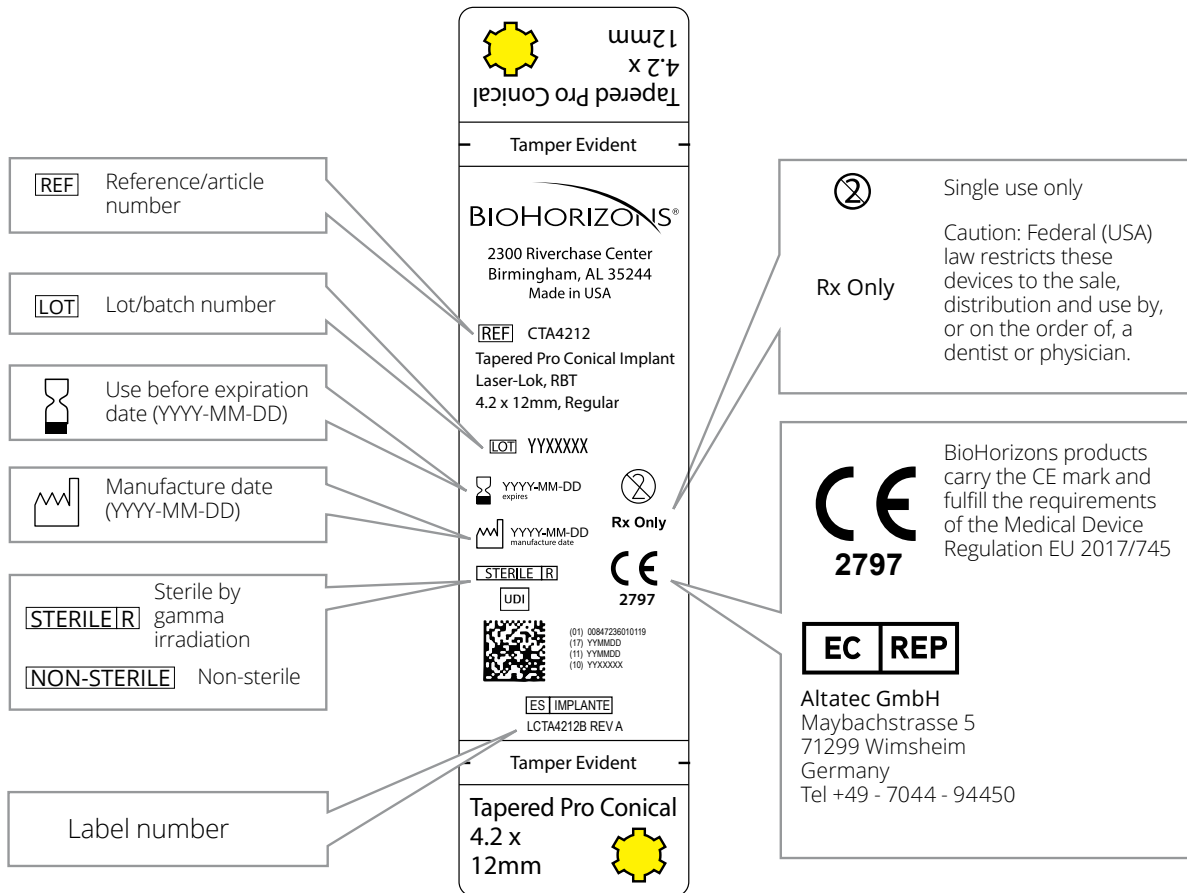 Tapered Pro Conical
4.2 x
12mm
Tamper Evident
BIOHORIZONS®
2300 Riverchase Center
Birmingham, AL 35244
Made in USA
REF CTA4212
Tapered Pro Conical Implant
Laser-Lok, RBT
4.2 x 12mm, Regular
LOT YYXXXXX
YYYY-MM-DD
expires
YYYY-MM-DD
manufacture date
2
Rx Only
STERILE R
UDI
CE
2797
(01) 00847236010119
(17) YYMMDD
(11) YYMMDD
(10) YYXXXXX
ES IMPLANTE
LCTA4212B REV A
Tamper Evident
Tapered Pro Conical
4.2 x
12mm
REF Reference/article
number
LOT Lot/batch number
Use before expiration
date (YYYY-MM-DD)
Manufacture date
(YYYY-MM-DD)
STERILE R Sterile by
gamma
irradiation
NON-STERILE Non-sterile
Label number
2 Single use only
Rx Only
Caution: Federal (USA)
law restricts these
devices to the sale,
distribution and use by,
or on the order of, a
dentist or physician.
CE
2797
BioHorizons products
carry the CE mark and
fulfill the requirements
of the Medical Device
Regulation EU 2017/745
EC REP
Altatec GmbH
Maybachstrasse 5
71299 Wimsheim
Germany
Tel +49 - 7044 - 94450